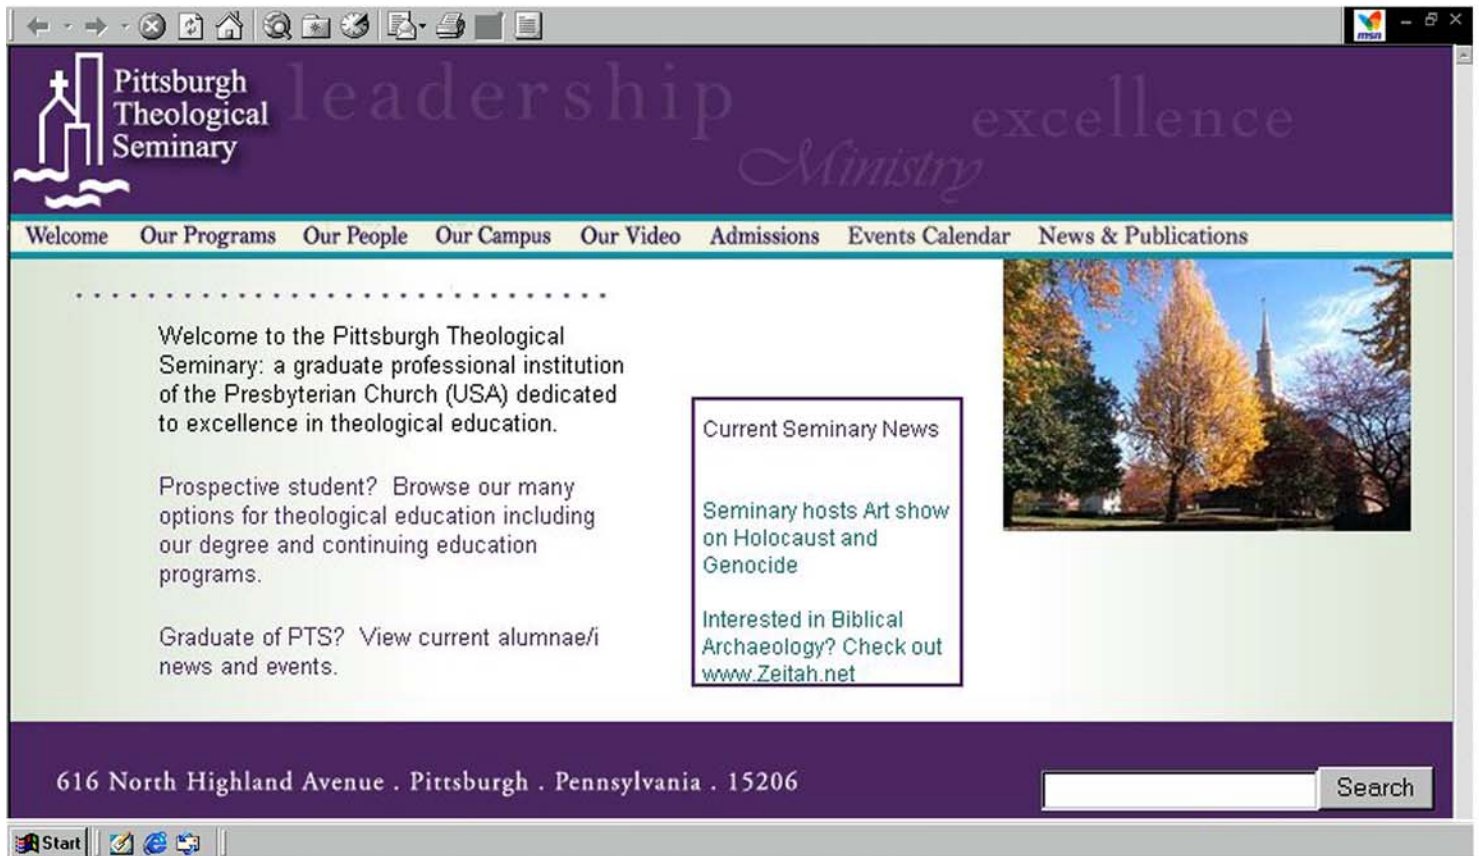 msn
Pittsburgh
Theological
Seminary
leadership
excellence
Ministry
Welcome Our Programs Our People Our Campus Our Video Admissions Events Calendar News & Publications
Welcome to the Pittsburgh Theological
Seminary: a graduate professional institution
of the Presbyterian Church (USA) dedicated
to excellence in theological education.
Prospective student? Browse our many
options for theological education including
our degree and continuing education
programs.
Graduate of PTS? View current alumnae/i
news and events.
Current Seminary News
Seminary hosts Art show
on Holocaust and
Genocide
Interested in Biblical
Archaeology? Check out
www.Zeitah.net
616 North Highland Avenue . Pittsburgh . Pennsylvania . 15206
Search
Start